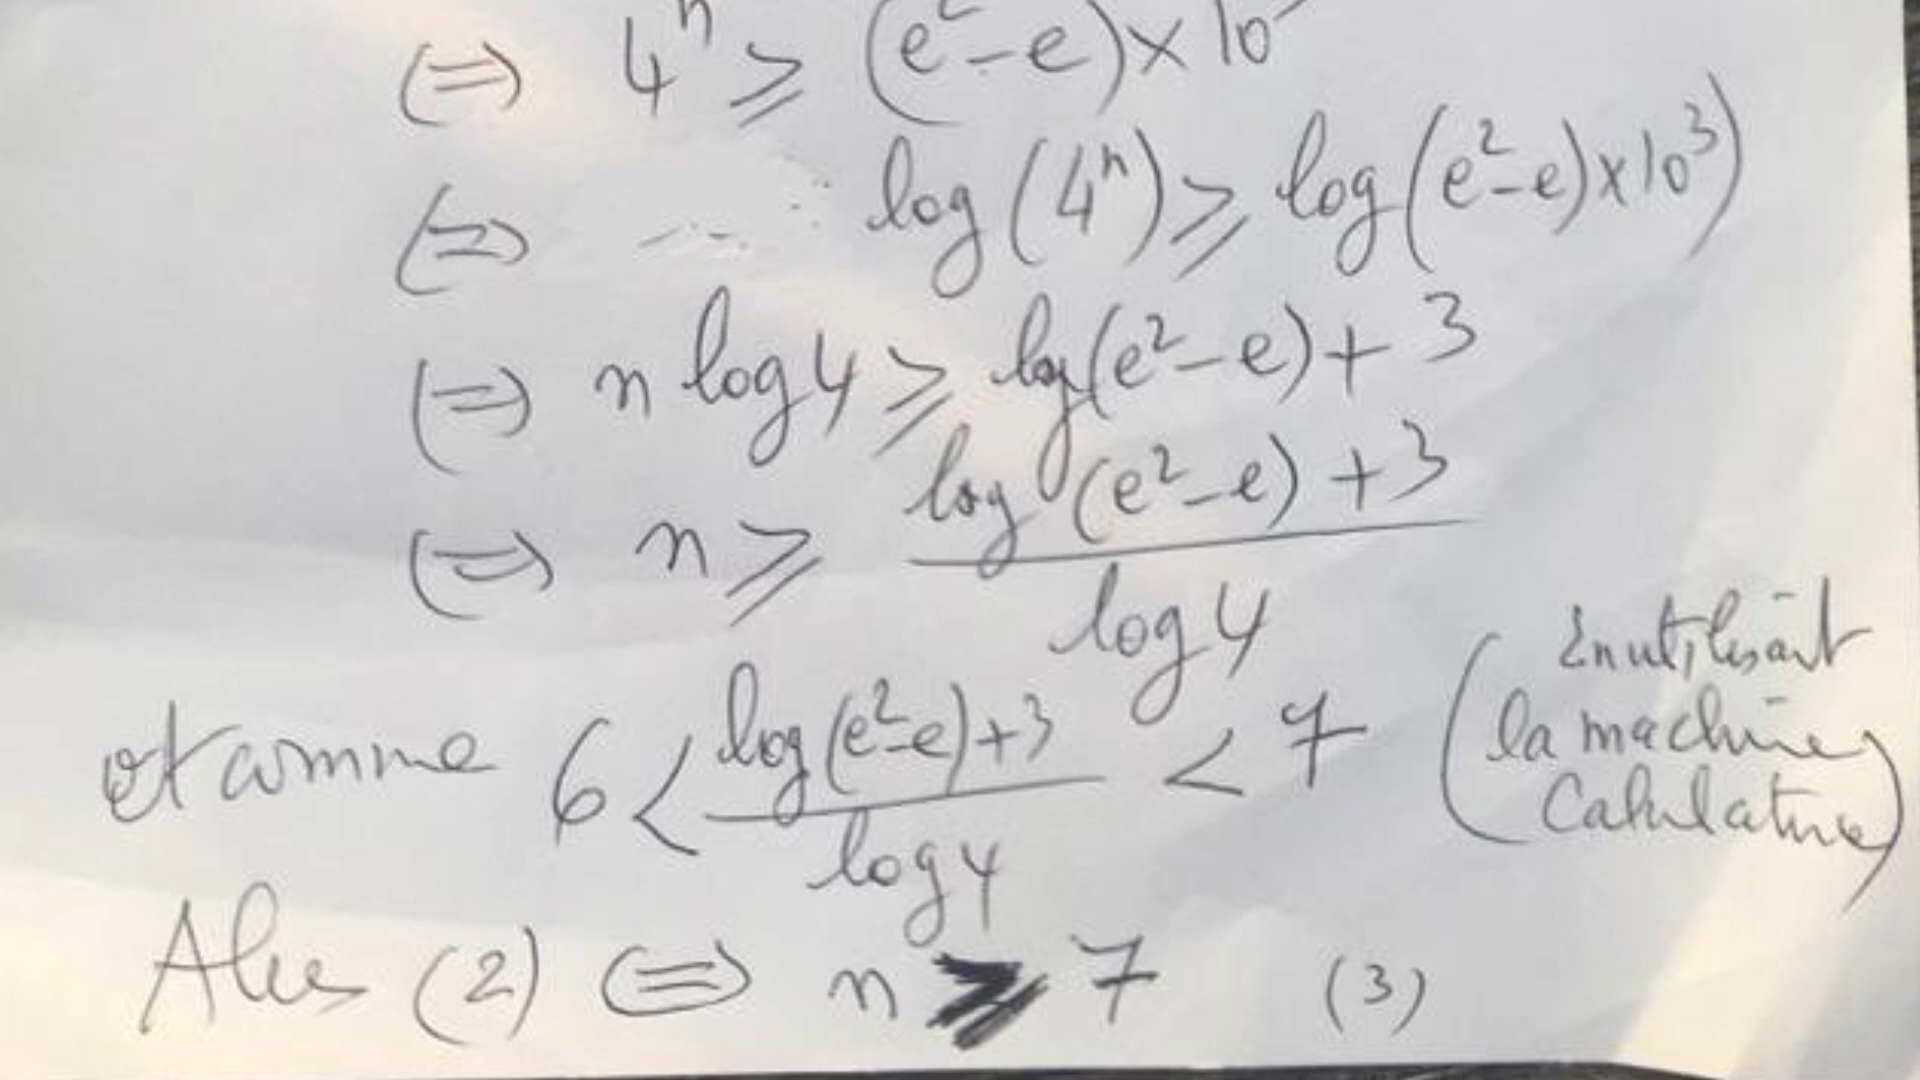 (=) 4ⁿ ⩾ (e²-e)×10
(=) log(4ⁿ) ⩾ log((e²-e)×10³)
(=) n log 4 ⩾ log(e²-e)+3
(=) n ⩾ log(e²-e)+3 / log 4
et comme 6 < log(e²-e)+3 / log 4 < 7 (En utilisant la machine Calculatrice)
Alors (2) (=) n ⩾ 7 (3)